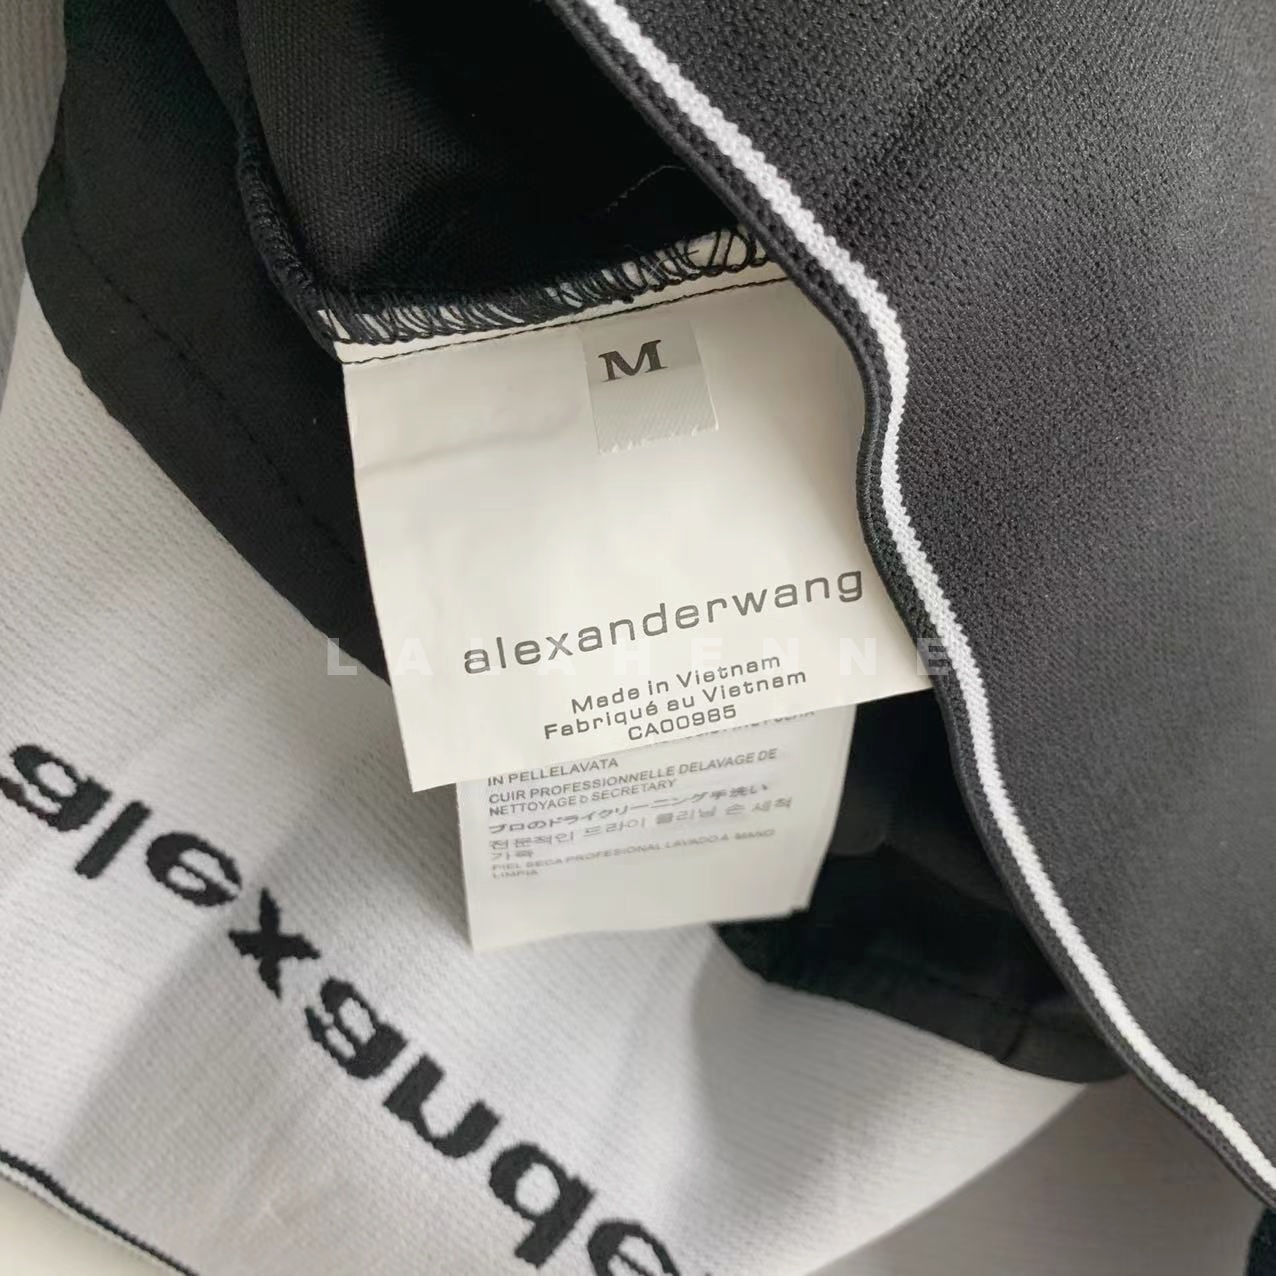 M
alexanderwang
Made in Vietnam
Fabriqué au Vietnam
CA00985
IN PELLELAVATA
CUIR PROFESSIONNELLE DELAVAGE DE
NETTOYAGE D SECRETARY
プロのドライクリーニング手洗い
전문적인 드라이 클리닝 손 세척
가죽
PIEL SECA PROFESIONAL LAVADO A MANO
LIMPIA
LALAHENNE
alexande